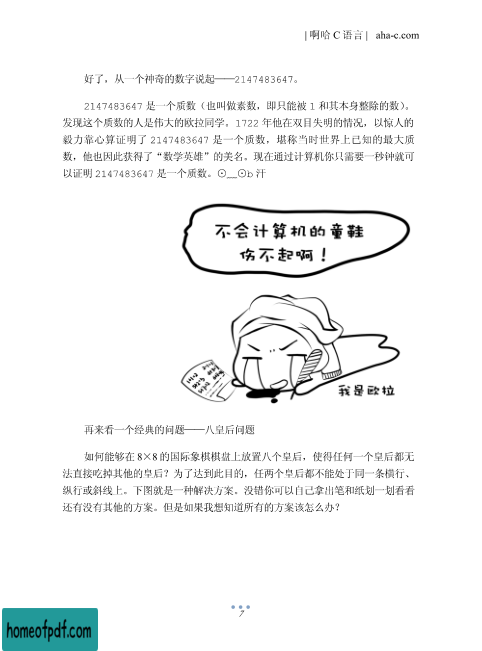 |啊哈 C 语言| aha-c.com
好了，从一个神奇的数字说起——2147483647。
2147483647 是一个质数（也叫做素数，即只能被 1 和其本身整除的数）。
发现这个质数的人是伟大的欧拉同学。1722 年他在双目失明的情况，以惊人的
毅力靠心算证明了 2147483647 是一个质数，堪称当时世界上已知的最大质
数，他也因此获得了“数学英雄”的美名。现在通过计算机你只需要一秒钟就可
以证明 2147483647 是一个质数。⊙﹏⊙b 汗
不会计算机的童鞋
伤不起啊！
我是欧拉
再来看一个经典的问题——八皇后问题
如何能够在 8×8 的国际象棋棋盘上放置八个皇后，使得任何一个皇后都无
法直接吃掉其他的皇后？为了达到此目的，任两个皇后都不能处于同一条横行、
纵行或斜线上。下图就是一种解决方案。没错你可以自己拿出笔和纸划一划看看
还有没有其他的方案。但是如果我想知道所有的方案该怎么办？
7
homeofpdf.com